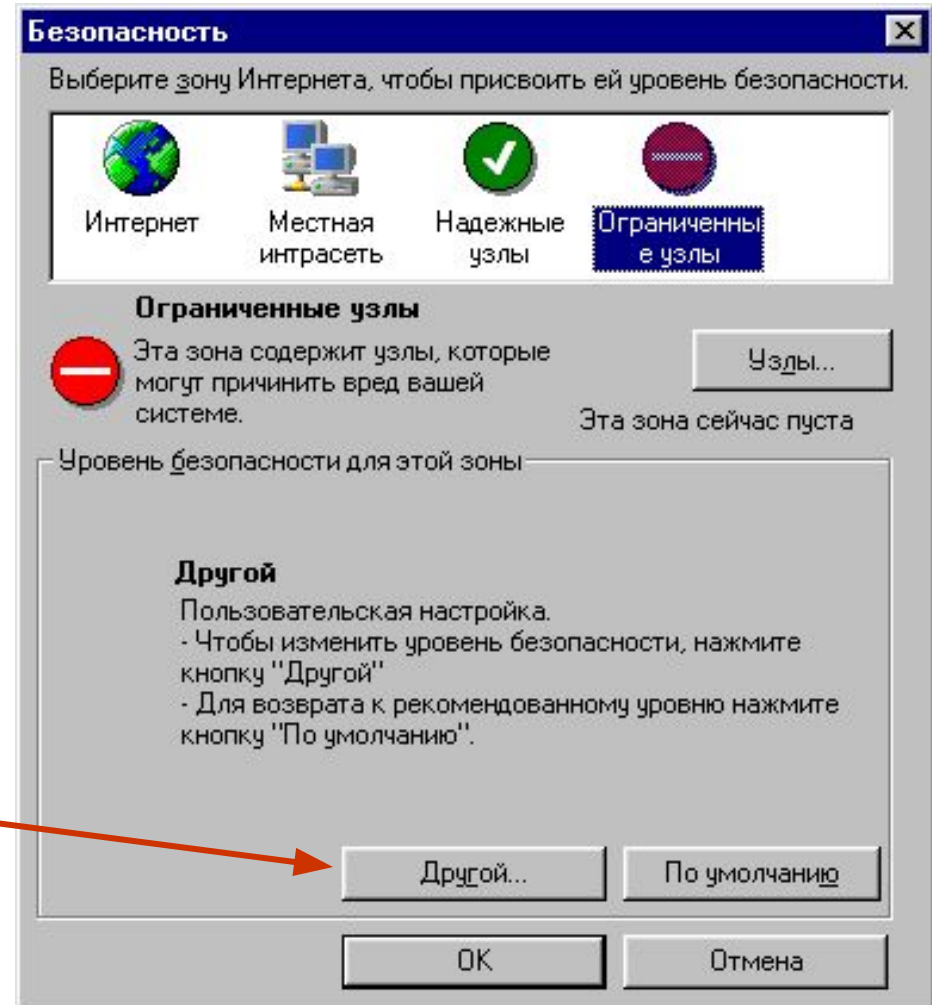 Безопасность
Выберите зону Интернета, чтобы присвоить ей уровень безопасности.
Интернет
Местная
интрасеть
Надежные
узлы
Ограниченны
е узлы
Ограниченные узлы
Эта зона содержит узлы, которые
могут причинить вред вашей
системе.
Узлы...
Эта зона сейчас пуста
Уровень безопасности для этой зоны
Другой
Пользовательская настройка.
- Чтобы изменить уровень безопасности, нажмите
кнопку "Другой"
- Для возврата к рекомендованному уровню нажмите
кнопку "По умолчанию".
Другой...
По умолчанию
OK
Отмена